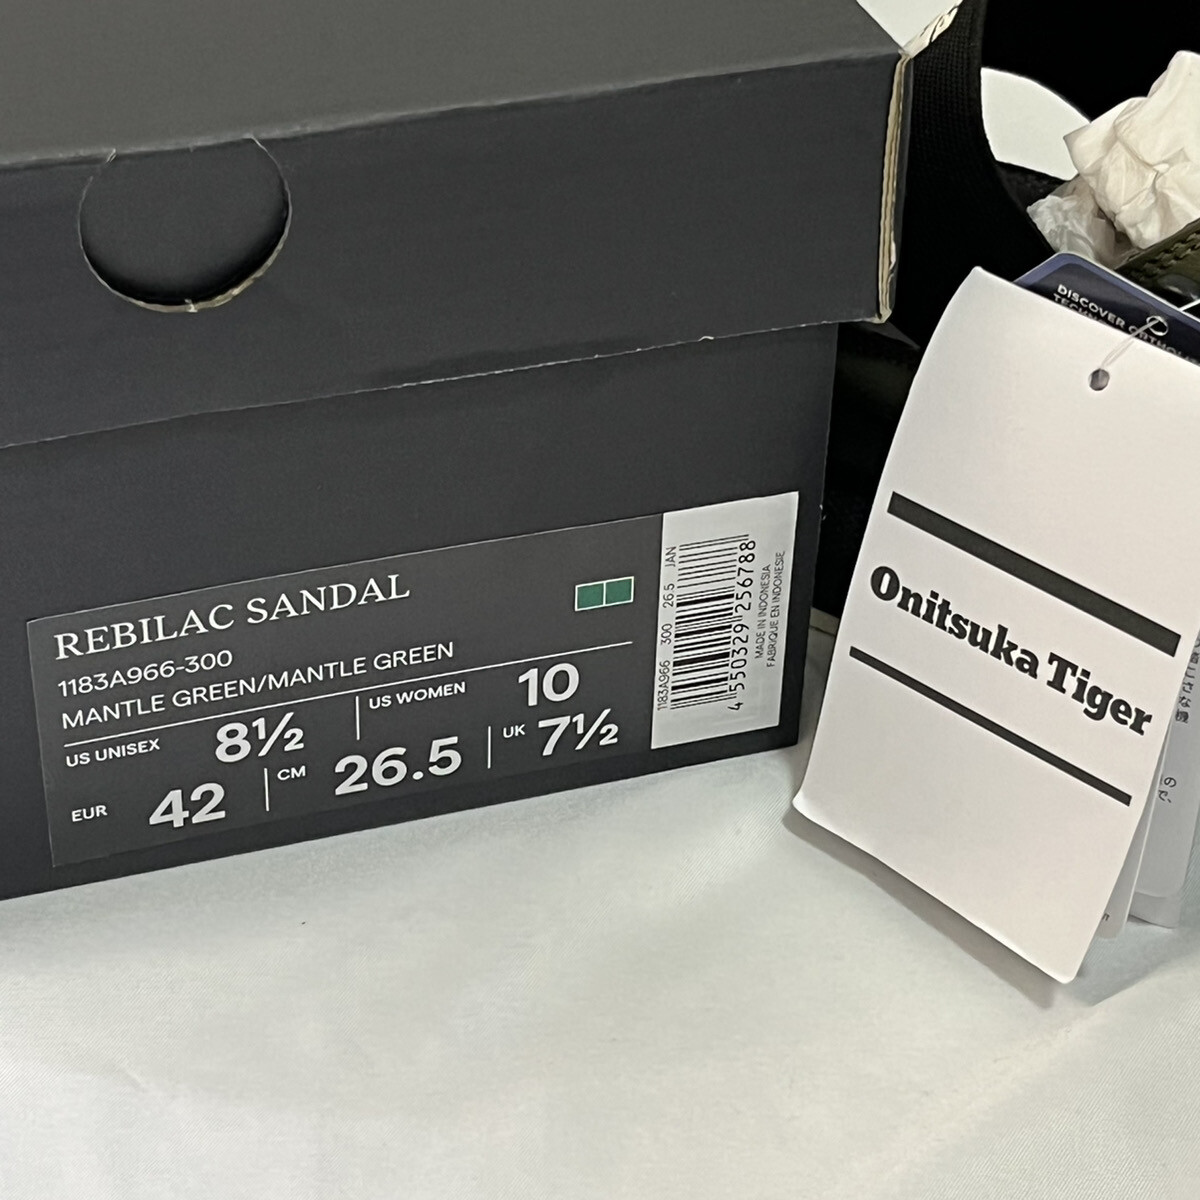 REBILAC SANDAL
1183A966-300
MANTLE GREEN/MANTLE GREEN
US UNISEX 8½ US WOMEN 10
EUR 42 CM 26.5 UK 7½
1183A966 300 26.5 JAN
4 550329 256788
MADE IN INDONESIA
FABRIQUE EN INDONESIE
DISCOVER
Onitsuka Tiger